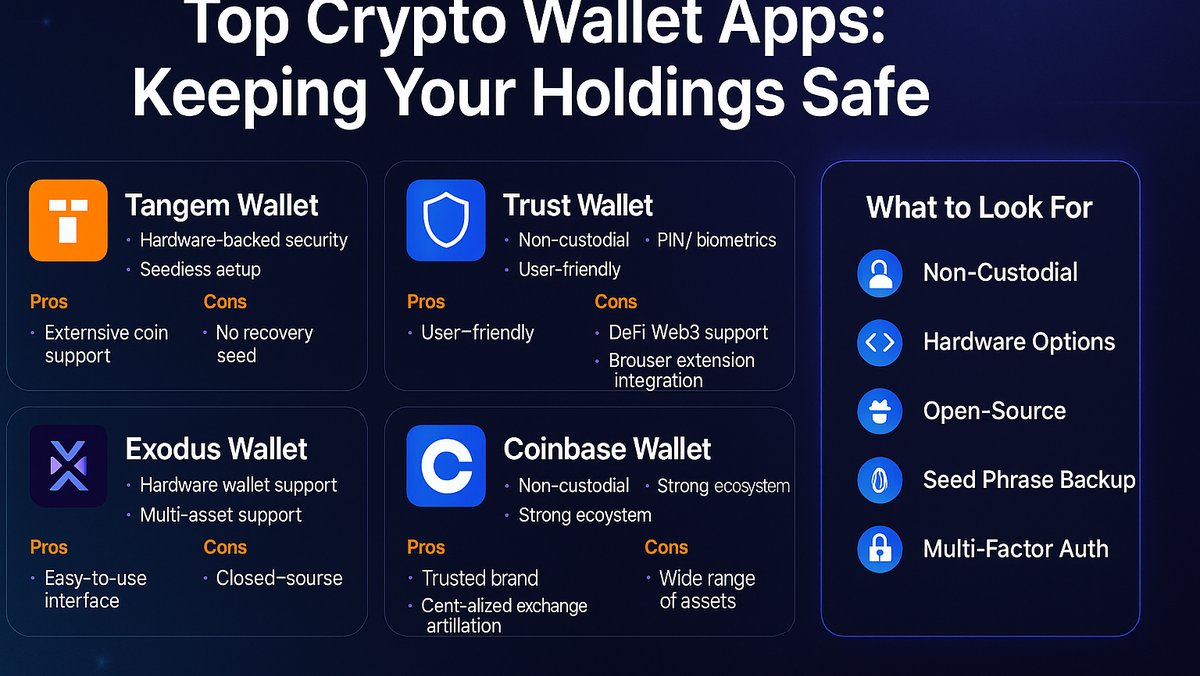 Top Crypto Wallet Apps:
Keeping Your Holdings Safe
Tangem Wallet
• Hardware-backed security
• Seedless aetup
Pros
• Externsive coin
support
Cons
• No recovery
seed
Trust Wallet
• Non-custodial • PIN/ biometrics
• User-friendly
Pros
• User–friendly
Cons
• DeFi Web3 support
• Brouser extension
integration
Exodus Wallet
• Hardware wallet support
• Multi-asset support
Pros
• Easy-to-use
interface
Cons
• Closed–sourse
Coinbase Wallet
• Non-custodial • Strong ecosystem
• Strong ecoystem
Pros
• Trusted brand
• Cent-alized exchange
artillation
Cons
• Wide range
of assets
What to Look For
Non-Custodial
Hardware Options
Open-Source
Seed Phrase Backup
Multi-Factor Auth